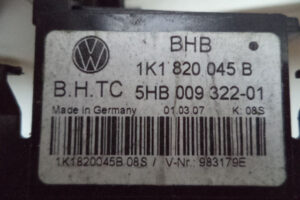 BHB
1K1 820 045 B
B.H.TC 5HB 009 322-01
Made in Germany 01.03.07 K: 08S
1K1820045B 08S / V-Nr.: 983179E